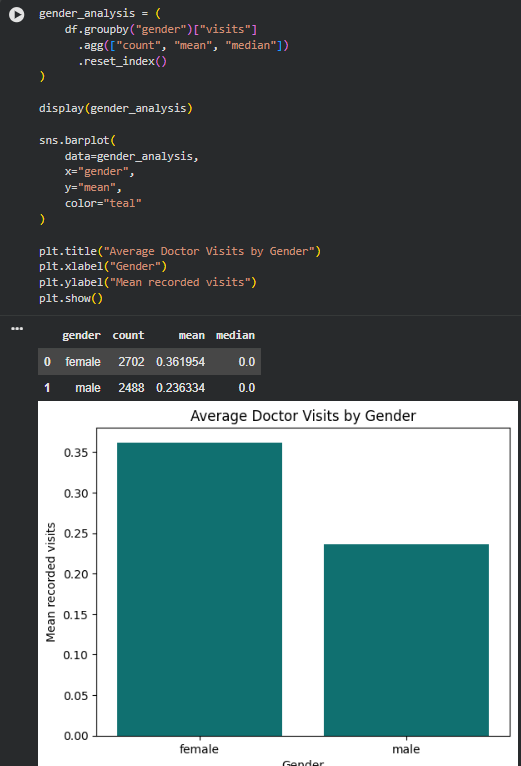 gender_analysis = (
    df.groupby("gender")["visits"]
      .agg(["count", "mean", "median"])
      .reset_index()
)

display(gender_analysis)

sns.barplot(
    data=gender_analysis,
    x="gender",
    y="mean",
    color="teal"
)

plt.title("Average Doctor Visits by Gender")
plt.xlabel("Gender")
plt.ylabel("Mean recorded visits")
plt.show()

gender count mean median
0 female 2702 0.361954 0.0
1 male 2488 0.236334 0.0
Average Doctor Visits by Gender
Mean recorded visits
0.35
0.30
0.25
0.20
0.15
0.10
0.05
0.00
female male
Gender